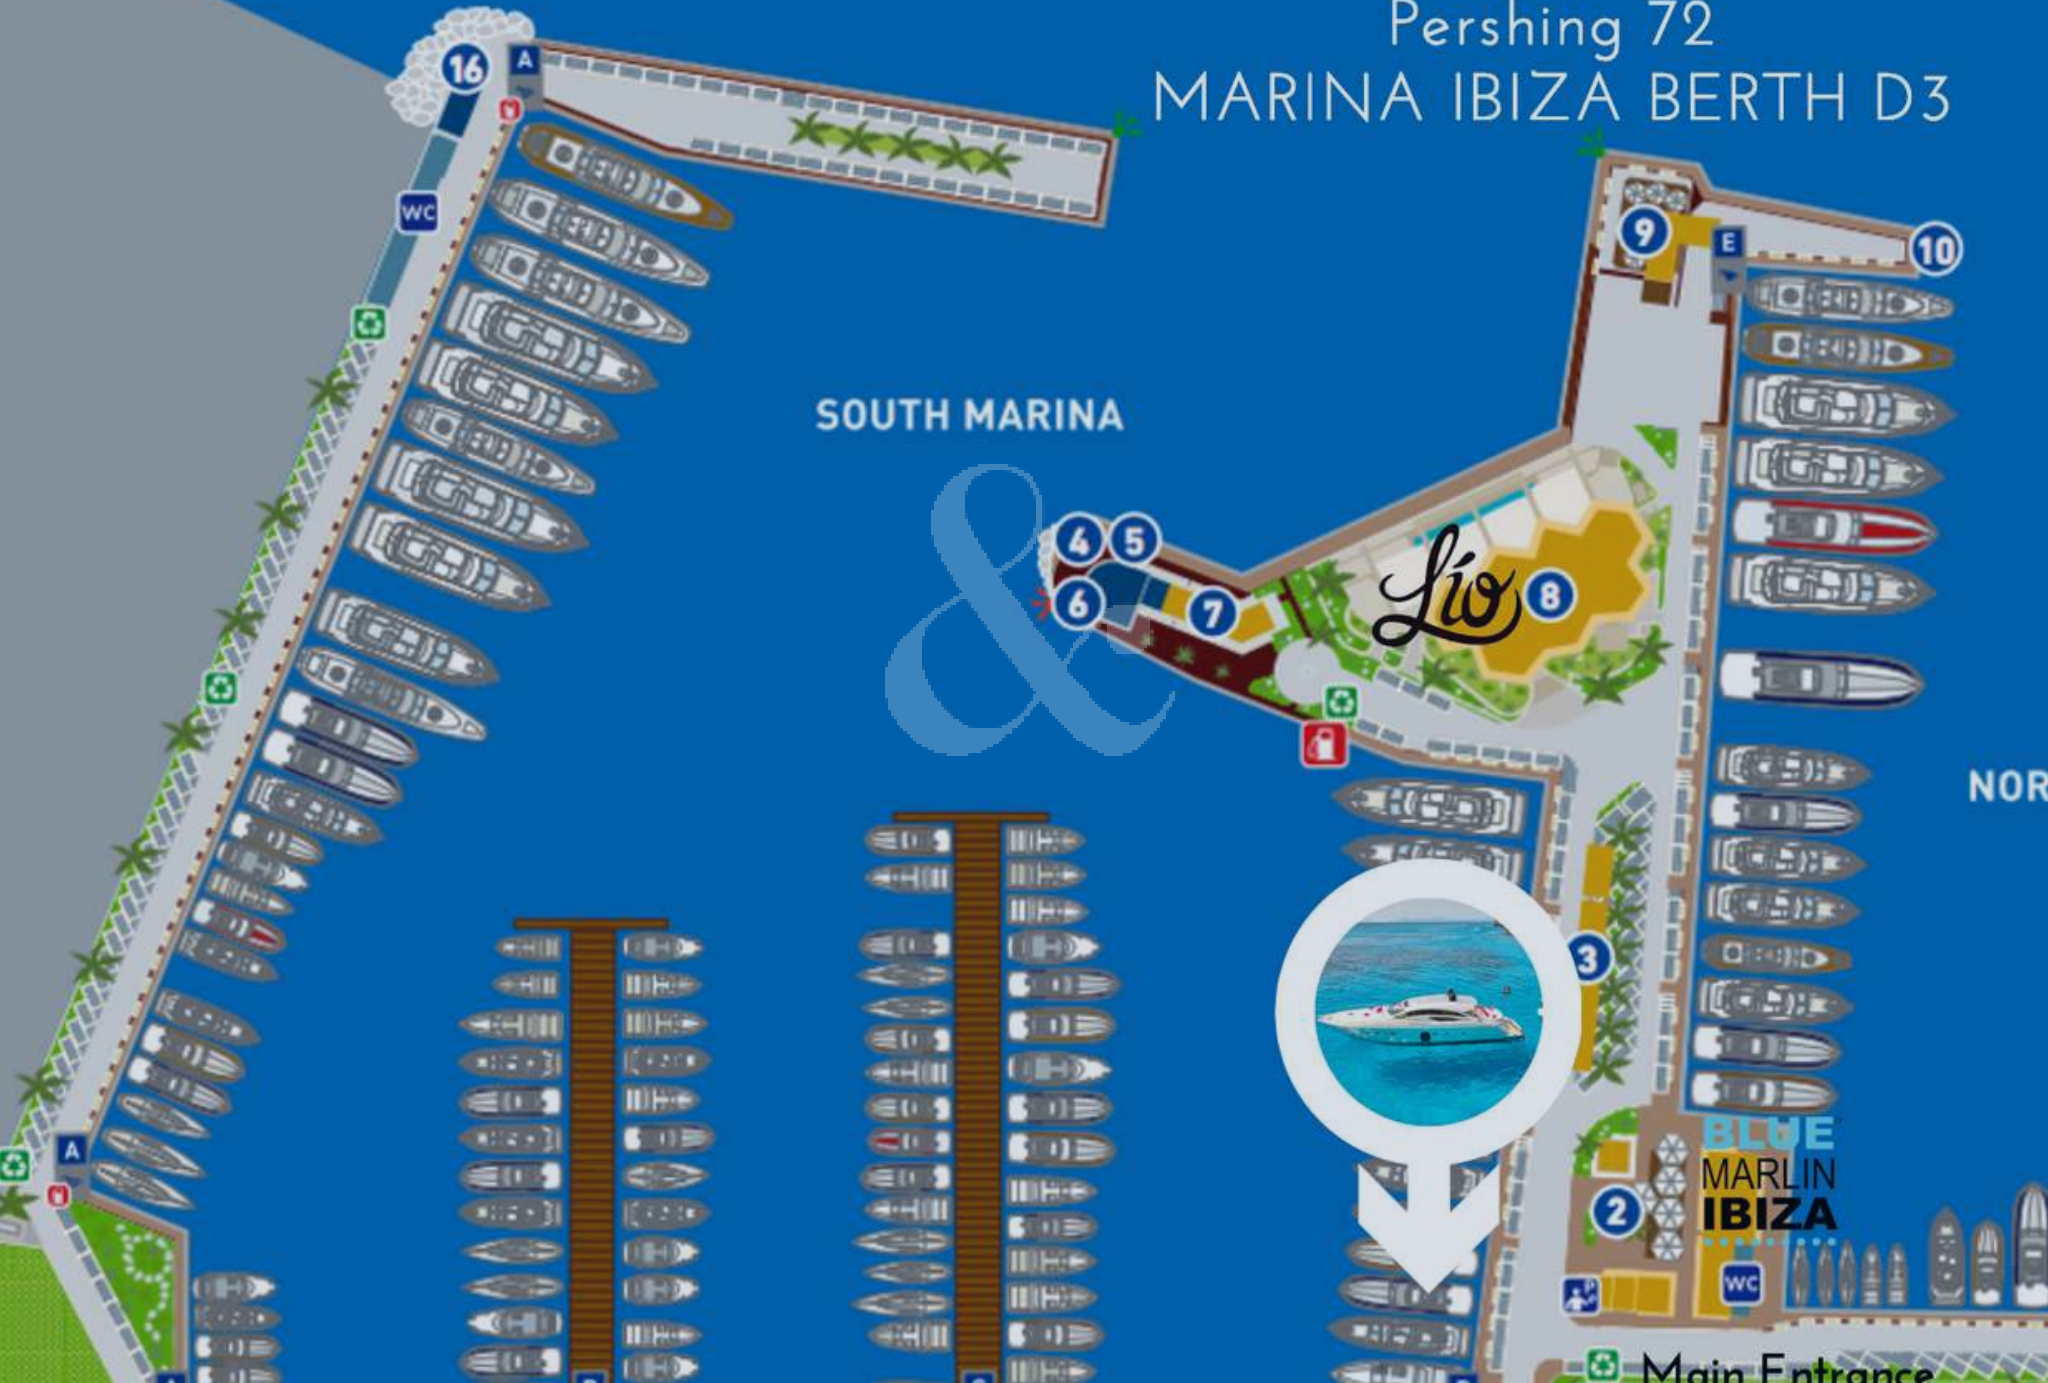 Pershing 72
MARINA IBIZA BERTH D3
16
A
WC
9
E
10
SOUTH MARINA
&
4
5
6
7
Lío
8
NOR
3
A
BLUE
MARLIN
IBIZA
2
P
WC
Main Entrance